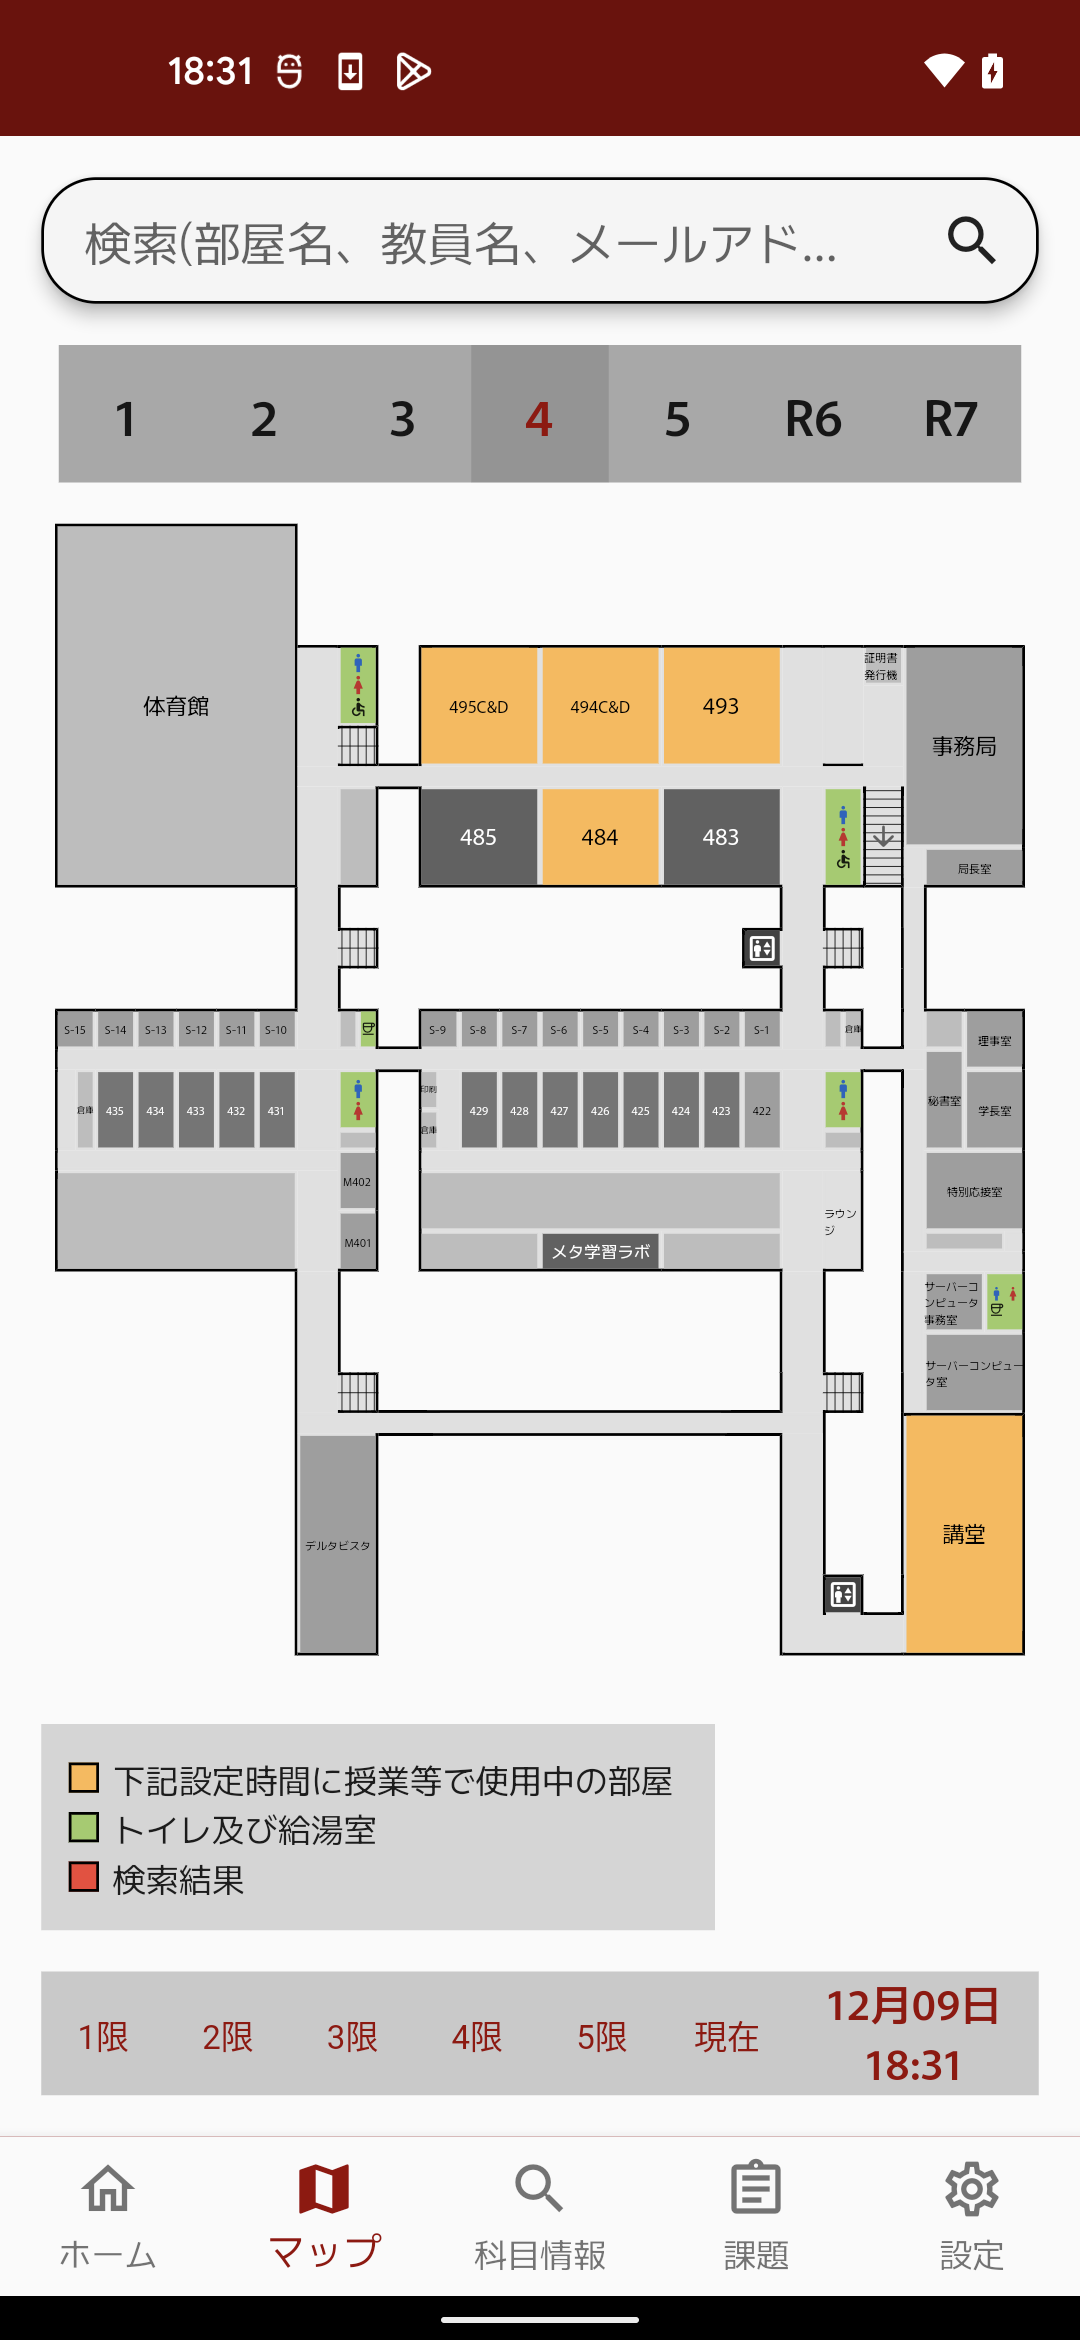 18:31
検索(部屋名、教員名、メールアド...
1 2 3 4 5 R6 R7
体育館
495C&D 494C&D 493
証明書
発行機
事務局
485 484 483
局長室
S-15 S-14 S-13 S-12 S-11 S-10 S-9 S-8 S-7 S-6 S-5 S-4 S-3 S-2 S-1 倉庫
理事室
倉庫 435 434 433 432 431 印刷 429 428 427 426 425 424 423 422 秘書室 学長室
倉庫
M402
特別応接室
ラウン
ジ
M401
メタ学習ラボ
サーバーコ
ンピュータ
事務室
サーバーコンピュー
タ室
講堂
デルタビスタ
下記設定時間に授業等で使用中の部屋
トイレ及び給湯室
検索結果
1限 2限 3限 4限 5限 現在
12月09日
18:31
ホーム マップ 科目情報 課題 設定